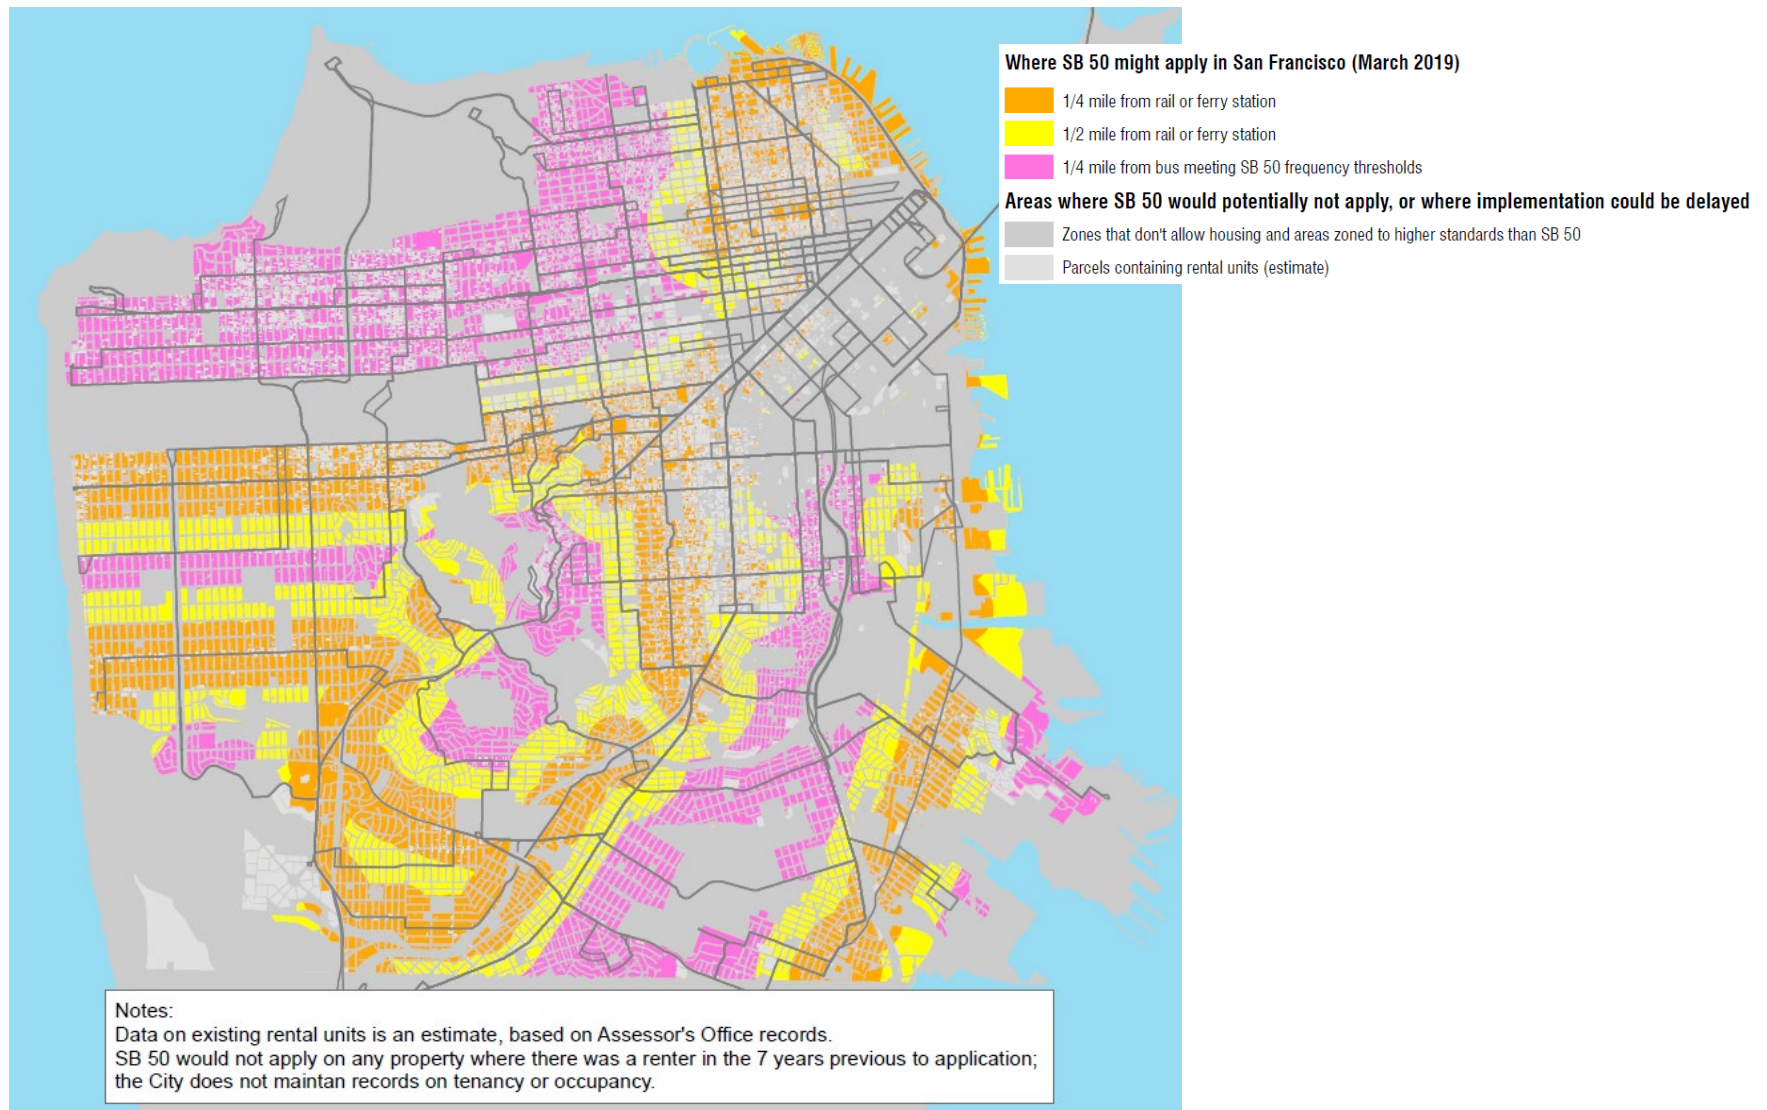 Where SB 50 might apply in San Francisco (March 2019)
1/4 mile from rail or ferry station
1/2 mile from rail or ferry station
1/4 mile from bus meeting SB 50 frequency thresholds
Areas where SB 50 would potentially not apply, or where implementation could be delayed
Zones that don't allow housing and areas zoned to higher standards than SB 50
Parcels containing rental units (estimate)
Notes:
Data on existing rental units is an estimate, based on Assessor's Office records.
SB 50 would not apply on any property where there was a renter in the 7 years previous to application;
the City does not maintan records on tenancy or occupancy.